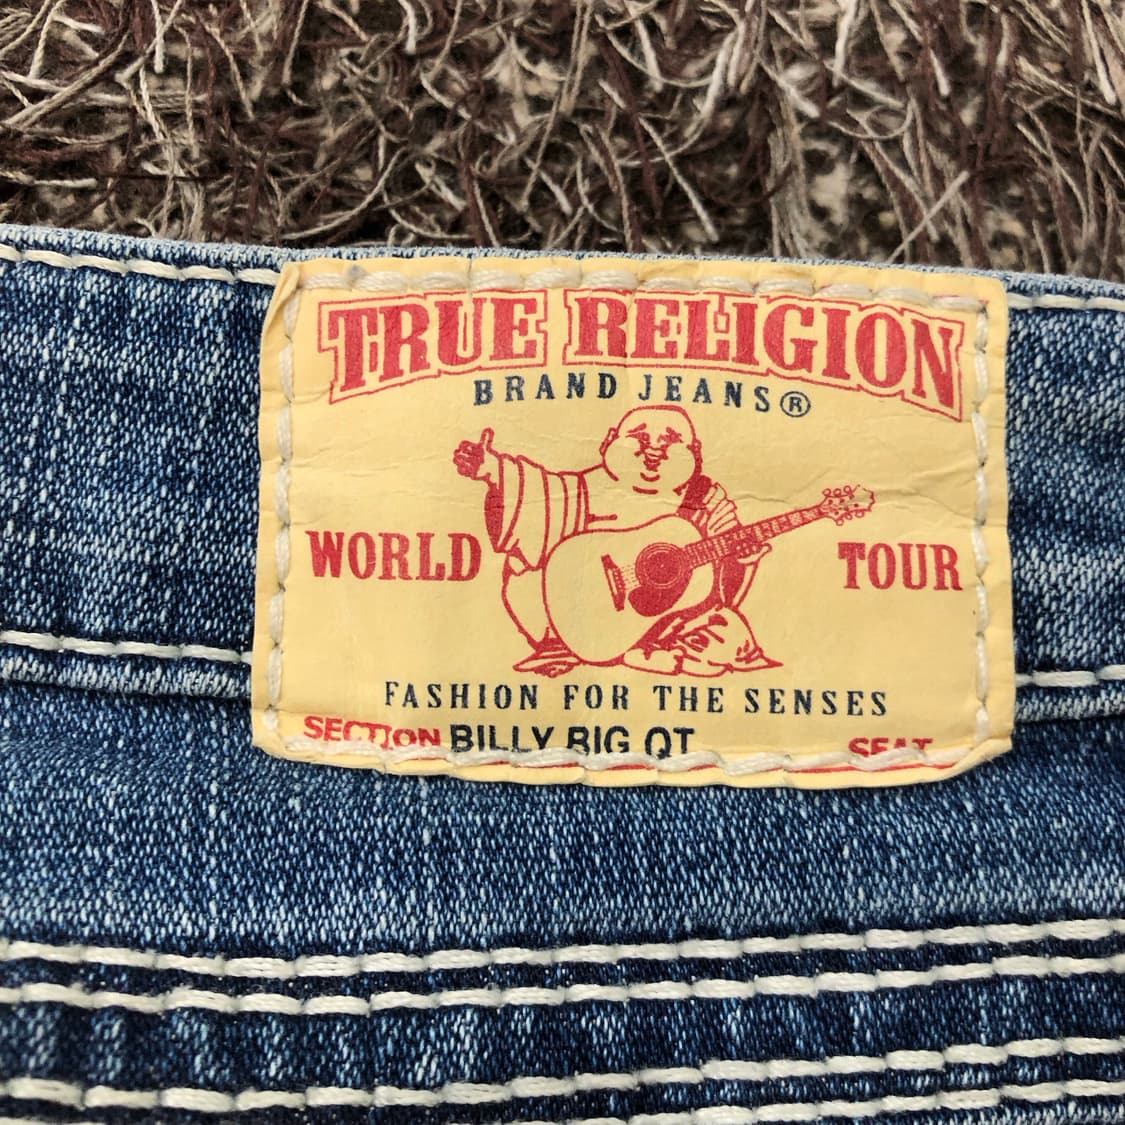 TRUE RELIGION
BRAND JEANS®
WORLD TOUR
FASHION FOR THE SENSES
SECTION BILLY BIG QT SEAT